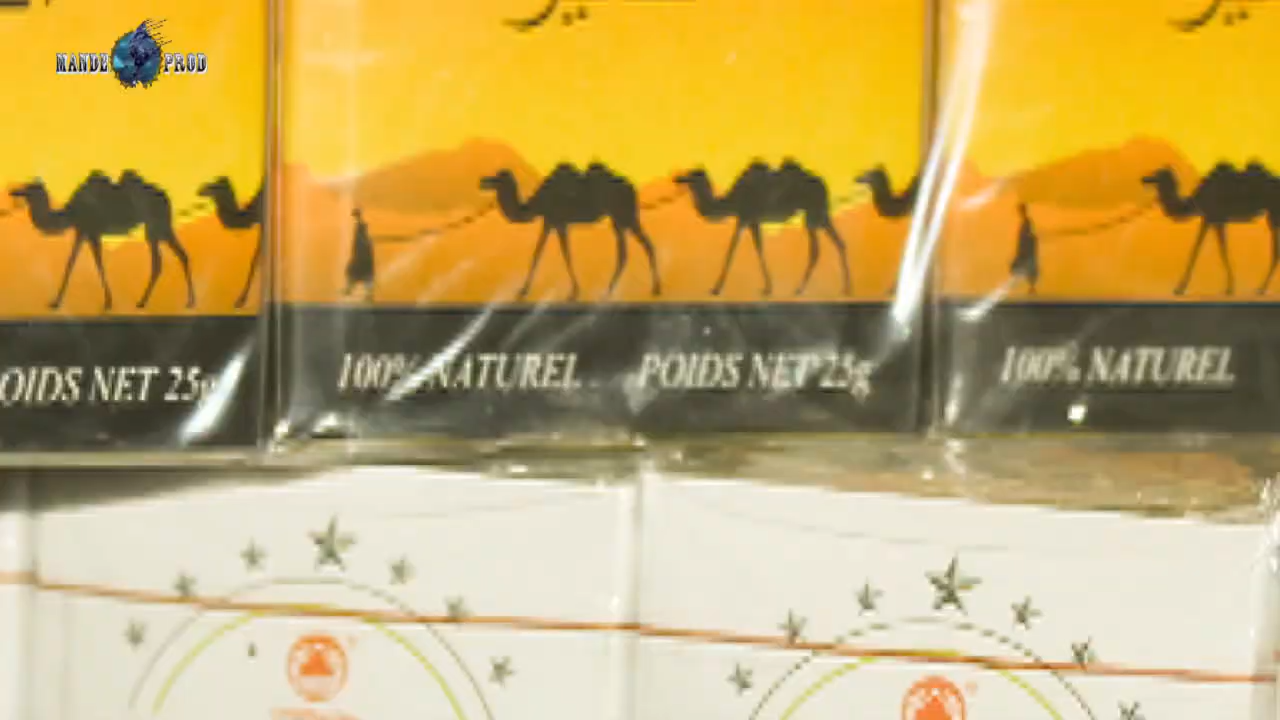 MANDE PROD
OIDS NET 25g
100% NATUREL POIDS NET 25g
100% NATUREL